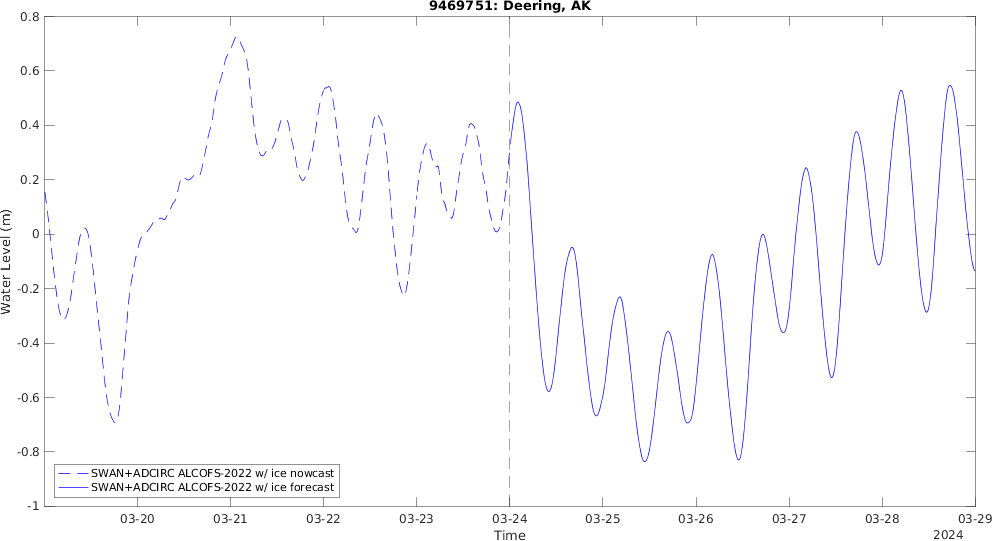 9469751: Deering, AK
0.8
0.6
0.4
0.2
0
-0.2
-0.4
-0.6
-0.8
-1
Water Level (m)
SWAN+ADCIRC ALCOFS-2022 w/ ice nowcast
SWAN+ADCIRC ALCOFS-2022 w/ ice forecast
03-20 03-21 03-22 03-23 03-24 03-25 03-26 03-27 03-28 03-29
Time
2024